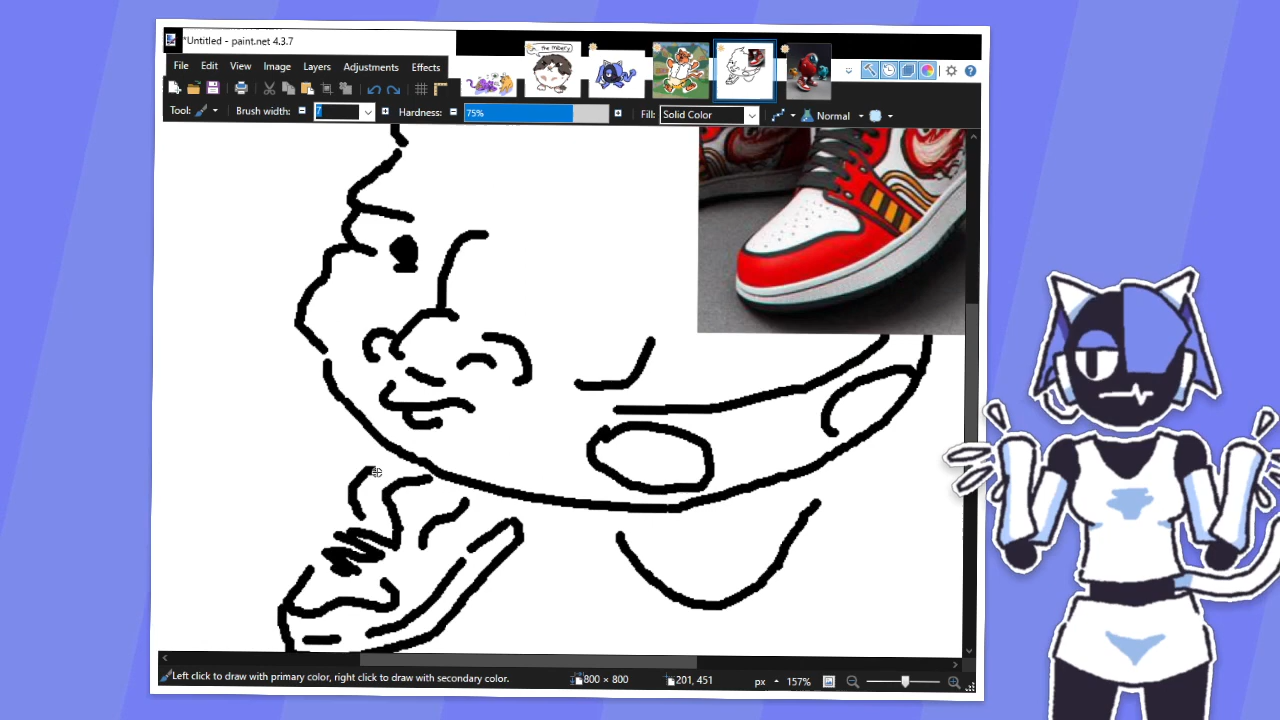 *Untitled - paint.net 4.3.7
File Edit View Image Layers Adjustments Effects
Tool: Brush width: 7 Hardness: 75% Fill: Solid Color Normal
Left click to draw with primary color, right click to draw with secondary color. 800 × 800 201, 451 px 157%